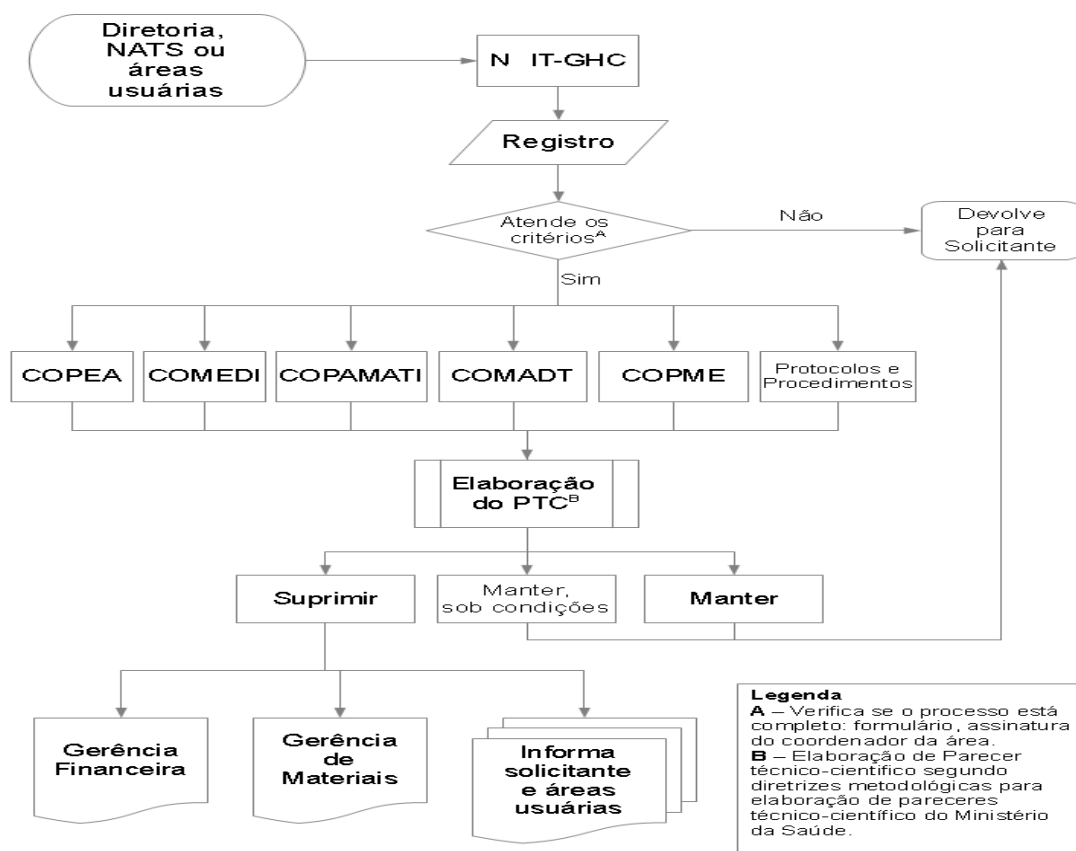 Diretoria,
NATS ou
áreas
usuárias
N IT-GHC
Registro
Atende os
critériosA
Não
Devolve
para
Solicitante
Sim
COPEA
COMEDI
COPAMATI
COMADT
COPME
Protocolos e
Procedimentos
Elaboração
do PTCB
Suprimir
Manter,
sob condições
Manter
Gerência
Financeira
Gerência
de
Materiais
Informa
solicitante
e áreas
usuárias
Legenda
A – Verifica se o processo está
completo: formulário, assinatura
do coordenador da área.
B – Elaboração de Parecer
técnico-científico segundo
diretrizes metodológicas para
elaboração de pareceres
técnico-científico do Ministério
da Saúde.